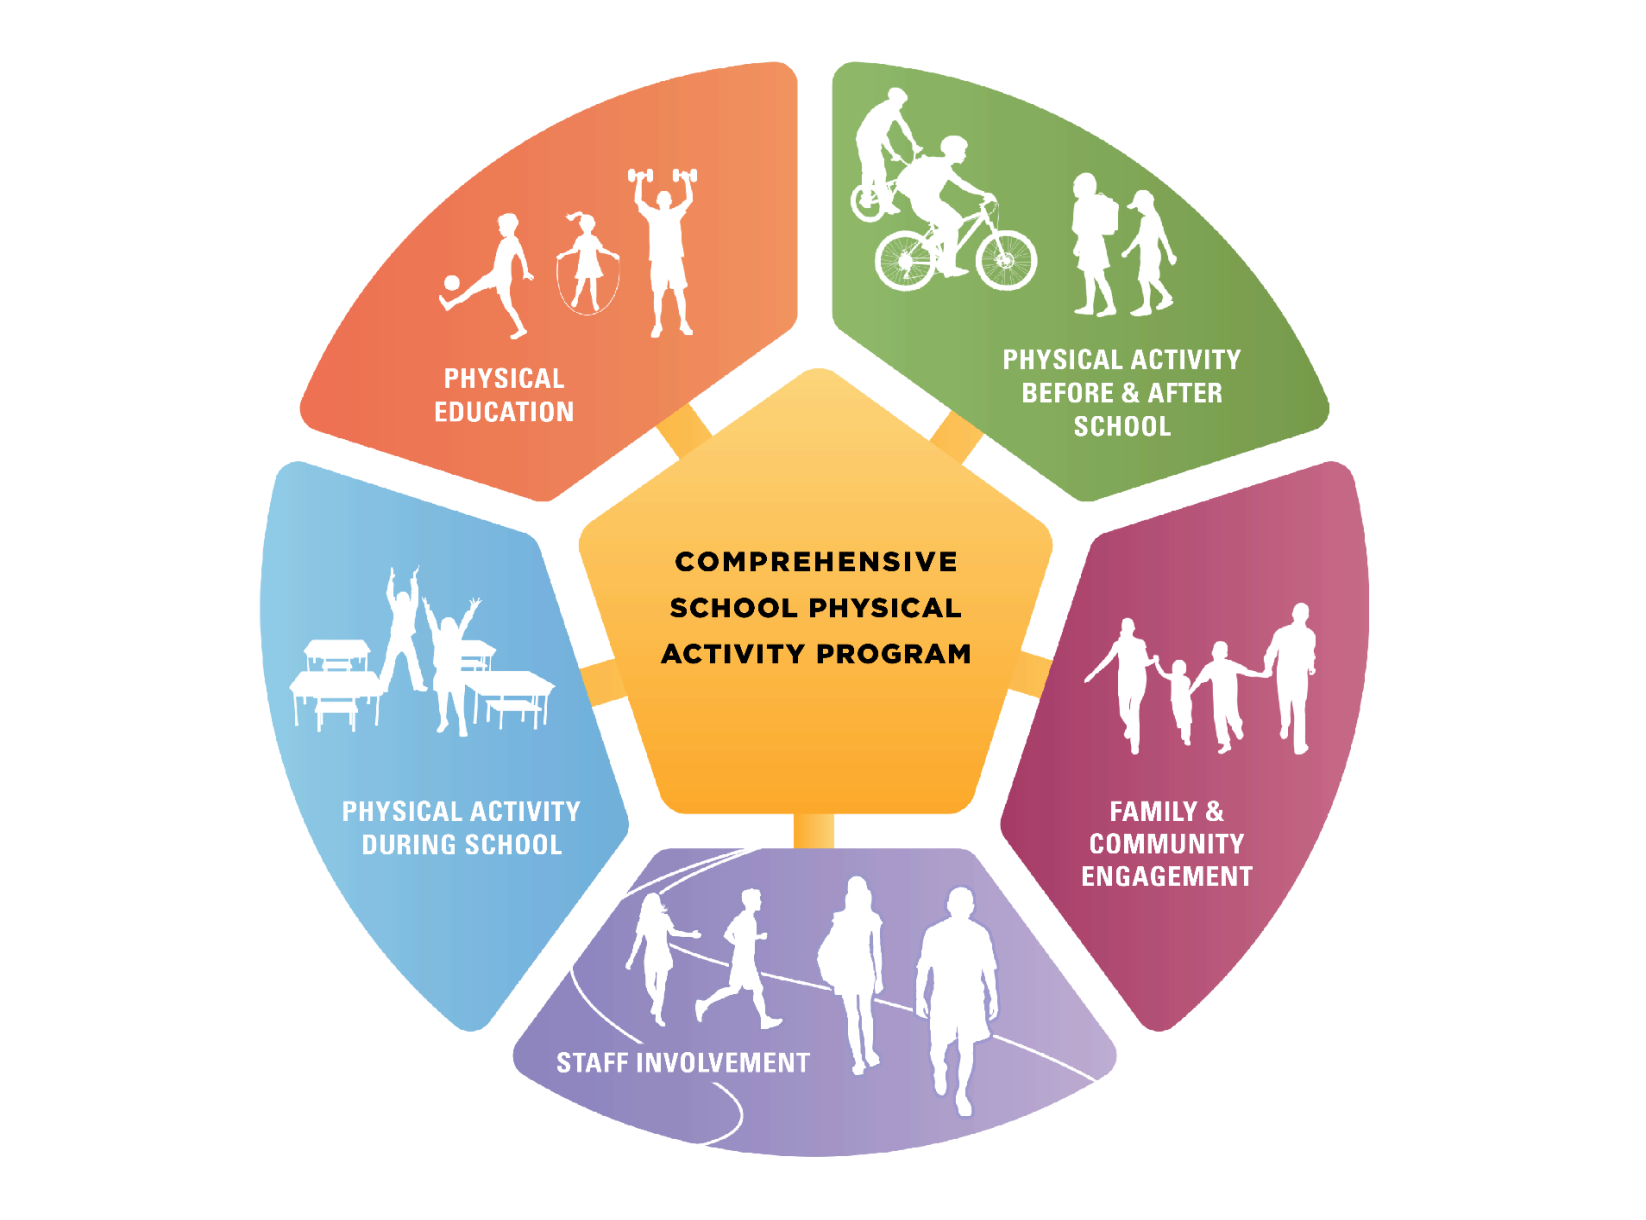 PHYSICAL
EDUCATION
PHYSICAL ACTIVITY
BEFORE & AFTER
SCHOOL
COMPREHENSIVE
SCHOOL PHYSICAL
ACTIVITY PROGRAM
PHYSICAL ACTIVITY
DURING SCHOOL
FAMILY &
COMMUNITY
ENGAGEMENT
STAFF INVOLVEMENT